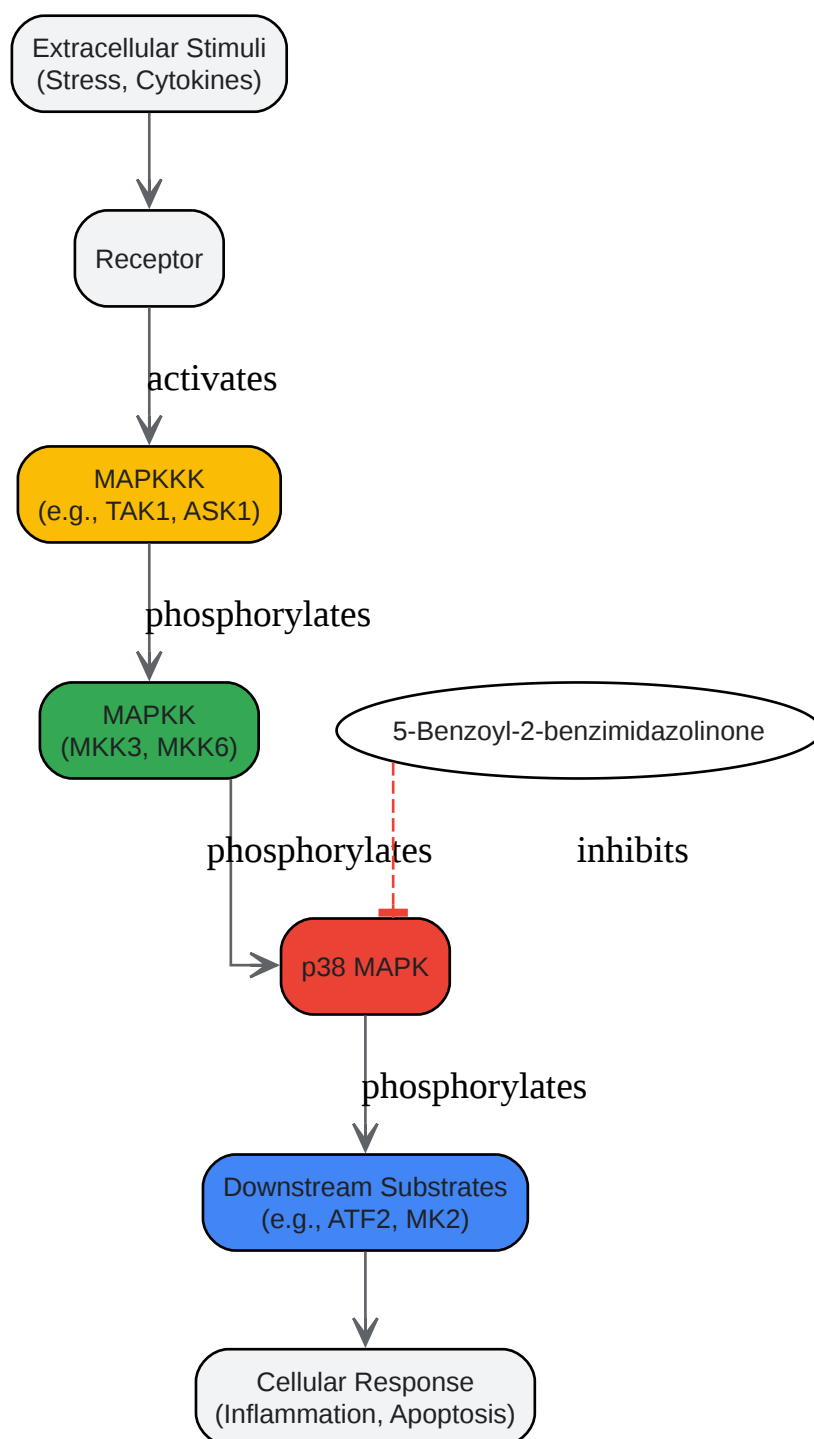 Extracellular Stimuli
(Stress, Cytokines)
Receptor
activates
MAPKKK
(e.g., TAK1, ASK1)
phosphorylates
MAPKK
(MKK3, MKK6)
5-Benzoyl-2-benzimidazolinone
phosphorylates
inhibits
p38 MAPK
phosphorylates
Downstream Substrates
(e.g., ATF2, MK2)
Cellular Response
(Inflammation, Apoptosis)